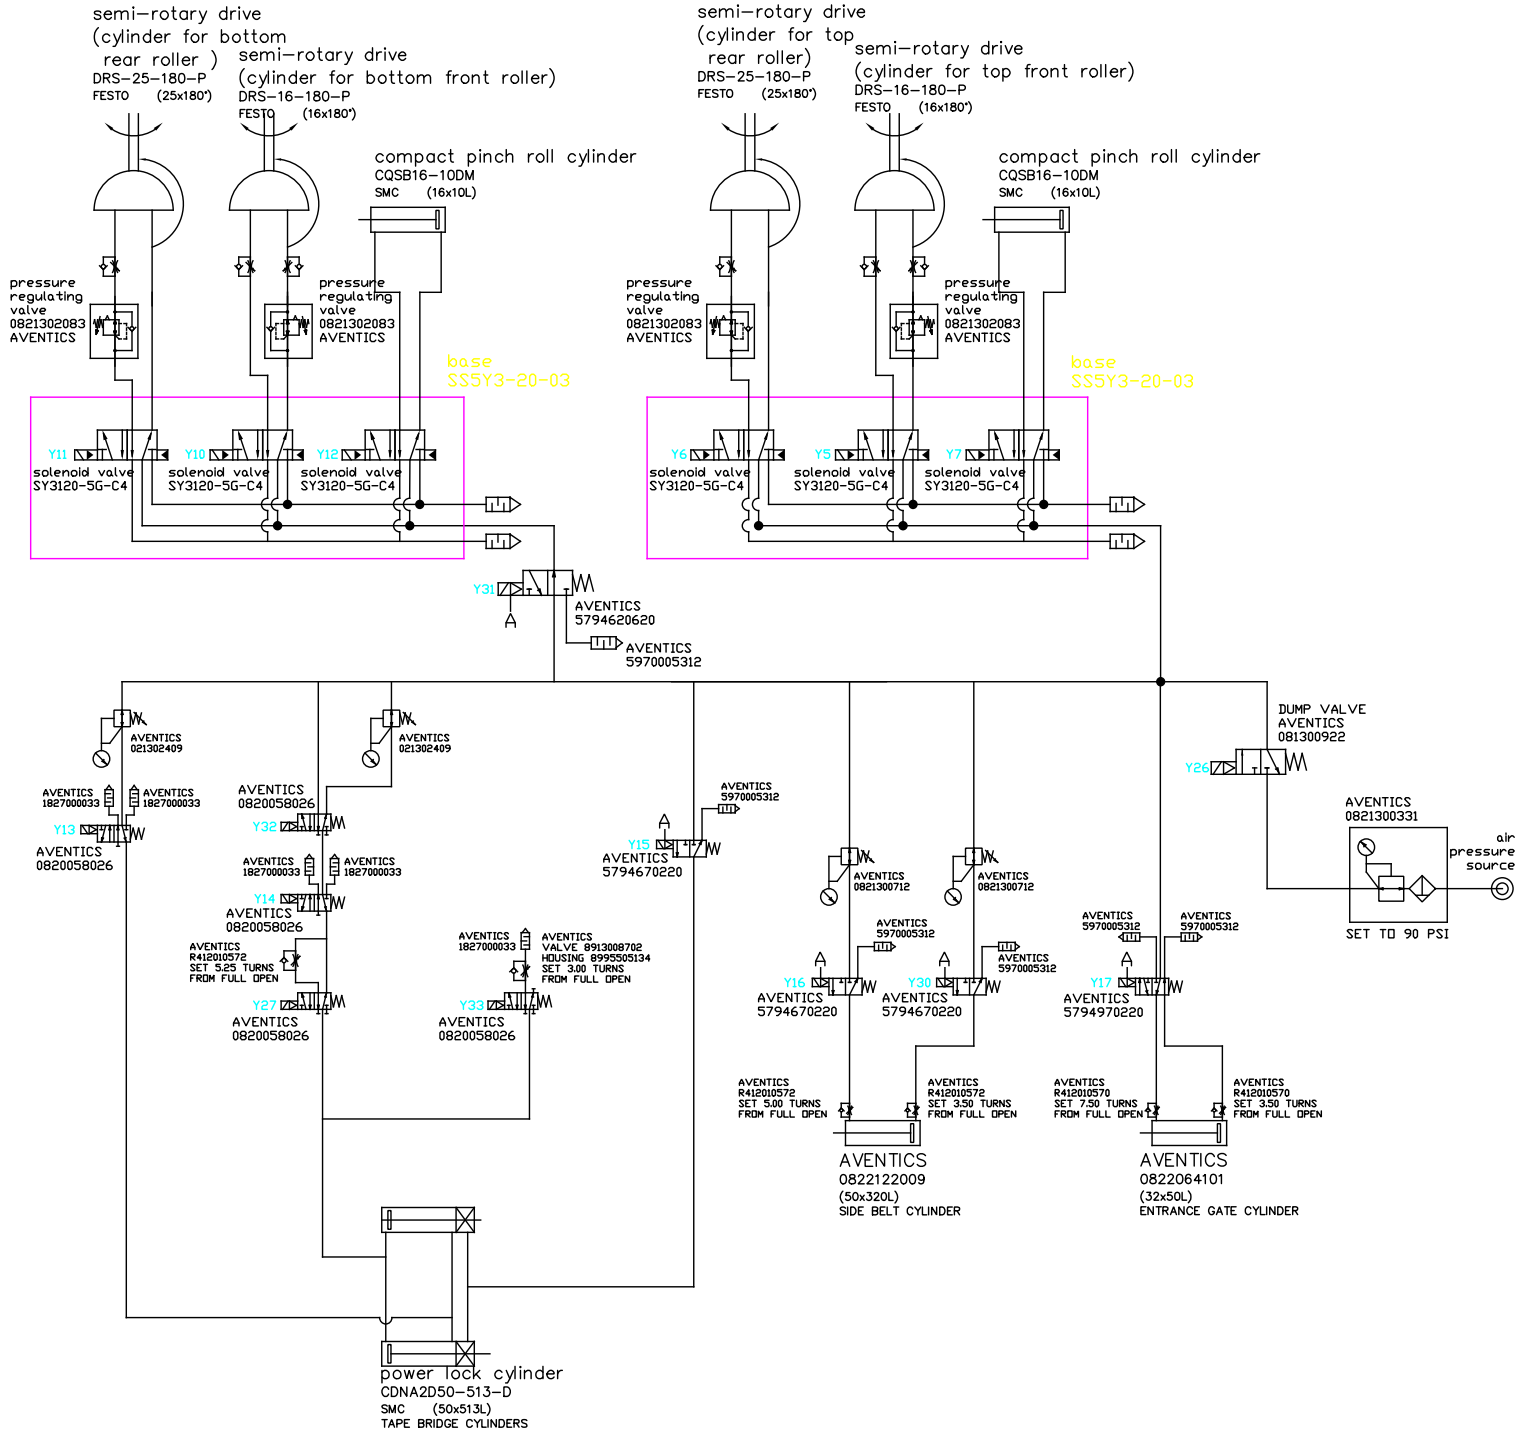 semi-rotary drive
(cylinder for bottom
rear roller )
DRS-25-180-P
FESTO (25x180°)
semi-rotary drive
(cylinder for bottom front roller)
DRS-16-180-P
FESTO (16x180°)
compact pinch roll cylinder
CQSB16-10DM
SMC (16x10L)
semi-rotary drive
(cylinder for top
rear roller)
DRS-25-180-P
FESTO (25x180°)
semi-rotary drive
(cylinder for top front roller)
DRS-16-180-P
FESTO (16x180°)
compact pinch roll cylinder
CQSB16-10DM
SMC (16x10L)
pressure
regulating
valve
0821302083
AVENTICS
pressure
regulating
valve
0821302083
AVENTICS
pressure
regulating
valve
0821302083
AVENTICS
pressure
regulating
valve
0821302083
AVENTICS
base
SS5Y3-20-03
base
SS5Y3-20-03
Y11
solenoid valve
SY3120-5G-C4
Y10
solenoid valve
SY3120-5G-C4
Y12
solenoid valve
SY3120-5G-C4
Y6
solenoid valve
SY3120-5G-C4
Y5
solenoid valve
SY3120-5G-C4
Y7
solenoid valve
SY3120-5G-C4
Y31
AVENTICS
5794620620
AVENTICS
5970005312
AVENTICS
021302409
AVENTICS
021302409
DUMP VALVE
AVENTICS
081300922
Y26
AVENTICS
1827000033
AVENTICS
1827000033
Y13
AVENTICS
0820058026
AVENTICS
0820058026
Y32
AVENTICS
1827000033
AVENTICS
1827000033
Y14
AVENTICS
0820058026
AVENTICS
R412010572
SET 5.25 TURNS
FROM FULL OPEN
Y27
AVENTICS
0820058026
AVENTICS
1827000033
AVENTICS
VALVE 8913008702
HOUSING 8995505134
SET 3.00 TURNS
FROM FULL OPEN
Y33
AVENTICS
0820058026
AVENTICS
5970005312
Y15
AVENTICS
5794670220
AVENTICS
0821300712
AVENTICS
0821300712
AVENTICS
5970005312
AVENTICS
5970005312
Y16
AVENTICS
5794670220
Y30
AVENTICS
5794670220
AVENTICS
5970005312
AVENTICS
5970005312
Y17
AVENTICS
5794970220
AVENTICS
0821300331
air
pressure
source
SET TO 90 PSI
AVENTICS
R412010572
SET 5.00 TURNS
FROM FULL OPEN
AVENTICS
R412010572
SET 3.50 TURNS
FROM FULL OPEN
AVENTICS
R412010570
SET 7.50 TURNS
FROM FULL OPEN
AVENTICS
R412010570
SET 3.50 TURNS
FROM FULL OPEN
AVENTICS
0822122009
(50x320L)
SIDE BELT CYLINDER
AVENTICS
0822064101
(32x50L)
ENTRANCE GATE CYLINDER
power lock cylinder
CDNA2D50-513-D
SMC (50x513L)
TAPE BRIDGE CYLINDERS